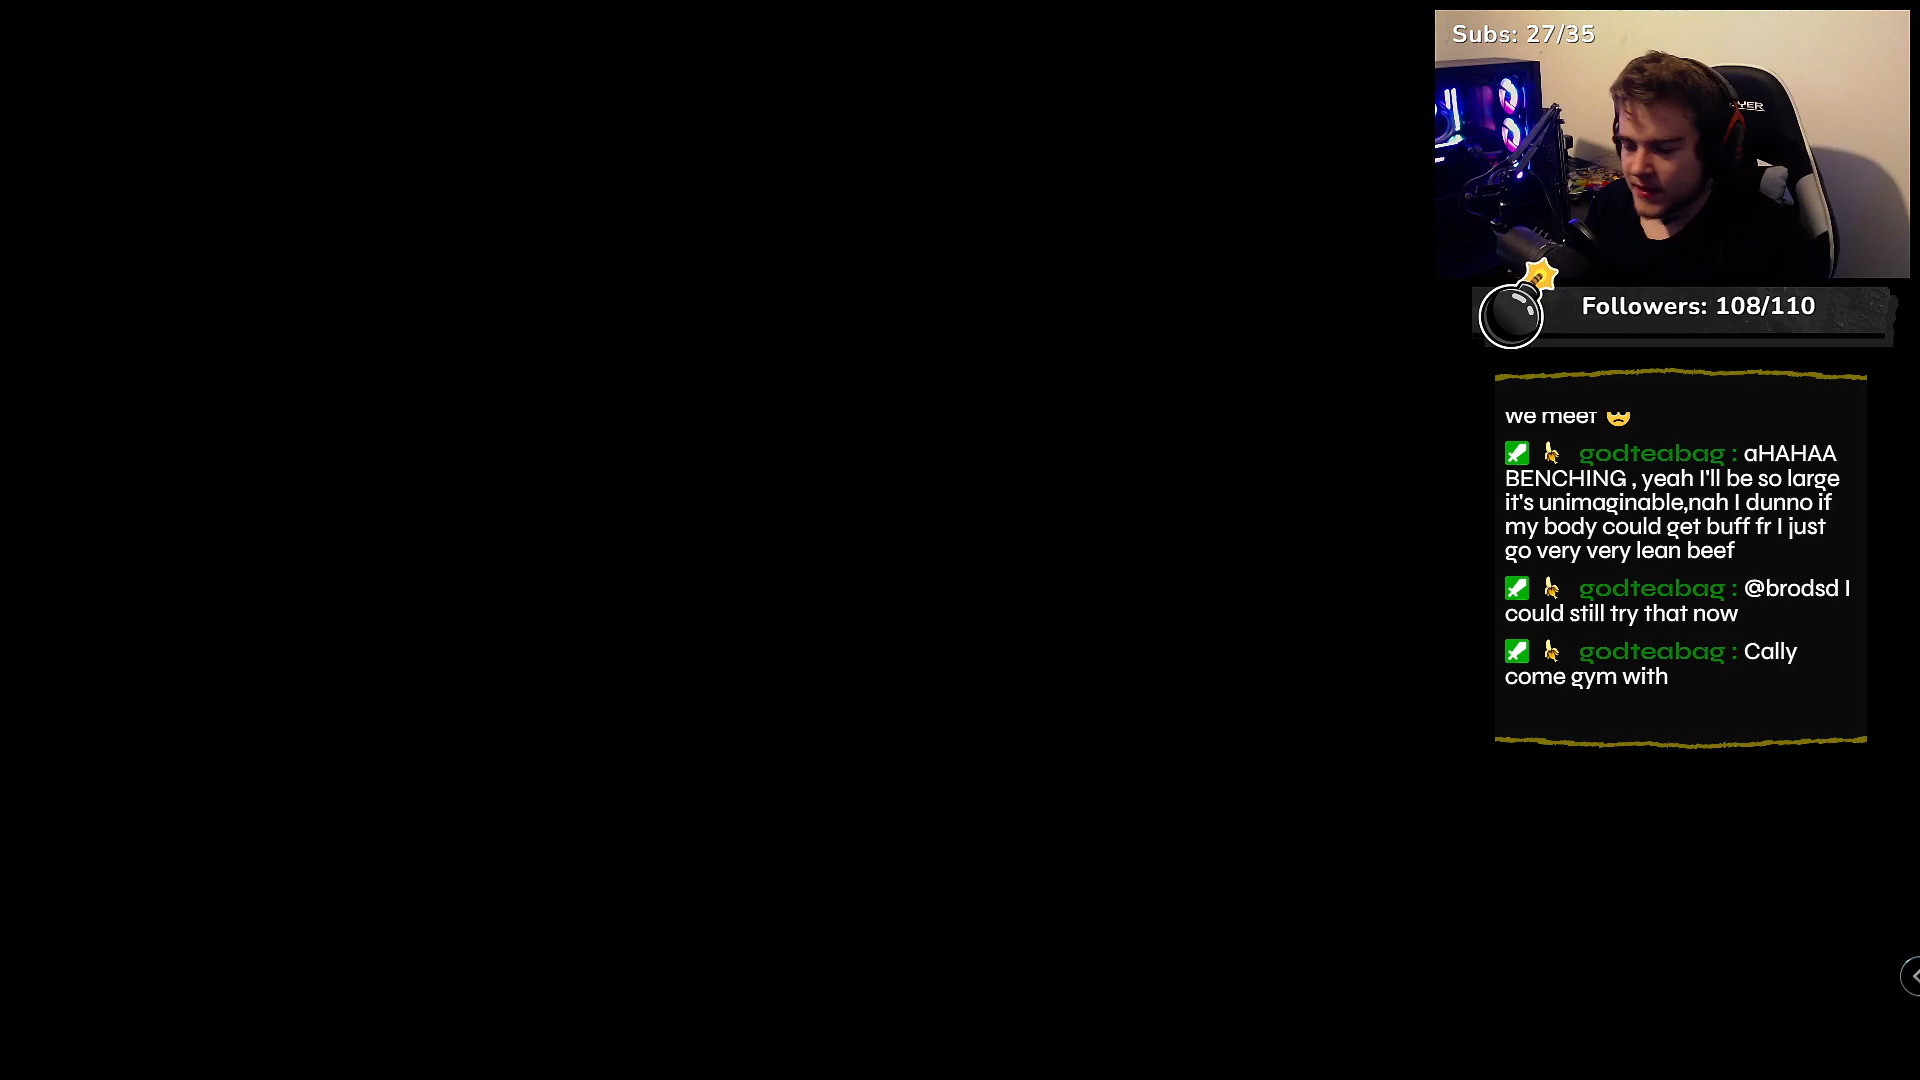 Subs: 27/35
YER
Followers: 108/110
we meet
godteabag : aHAHAA
BENCHING , yeah I'll be so large
it's unimaginable,nah I dunno if
my body could get buff fr I just
go very very lean beef
godteabag : @brodsd I
could still try that now
godteabag : Cally
come gym with